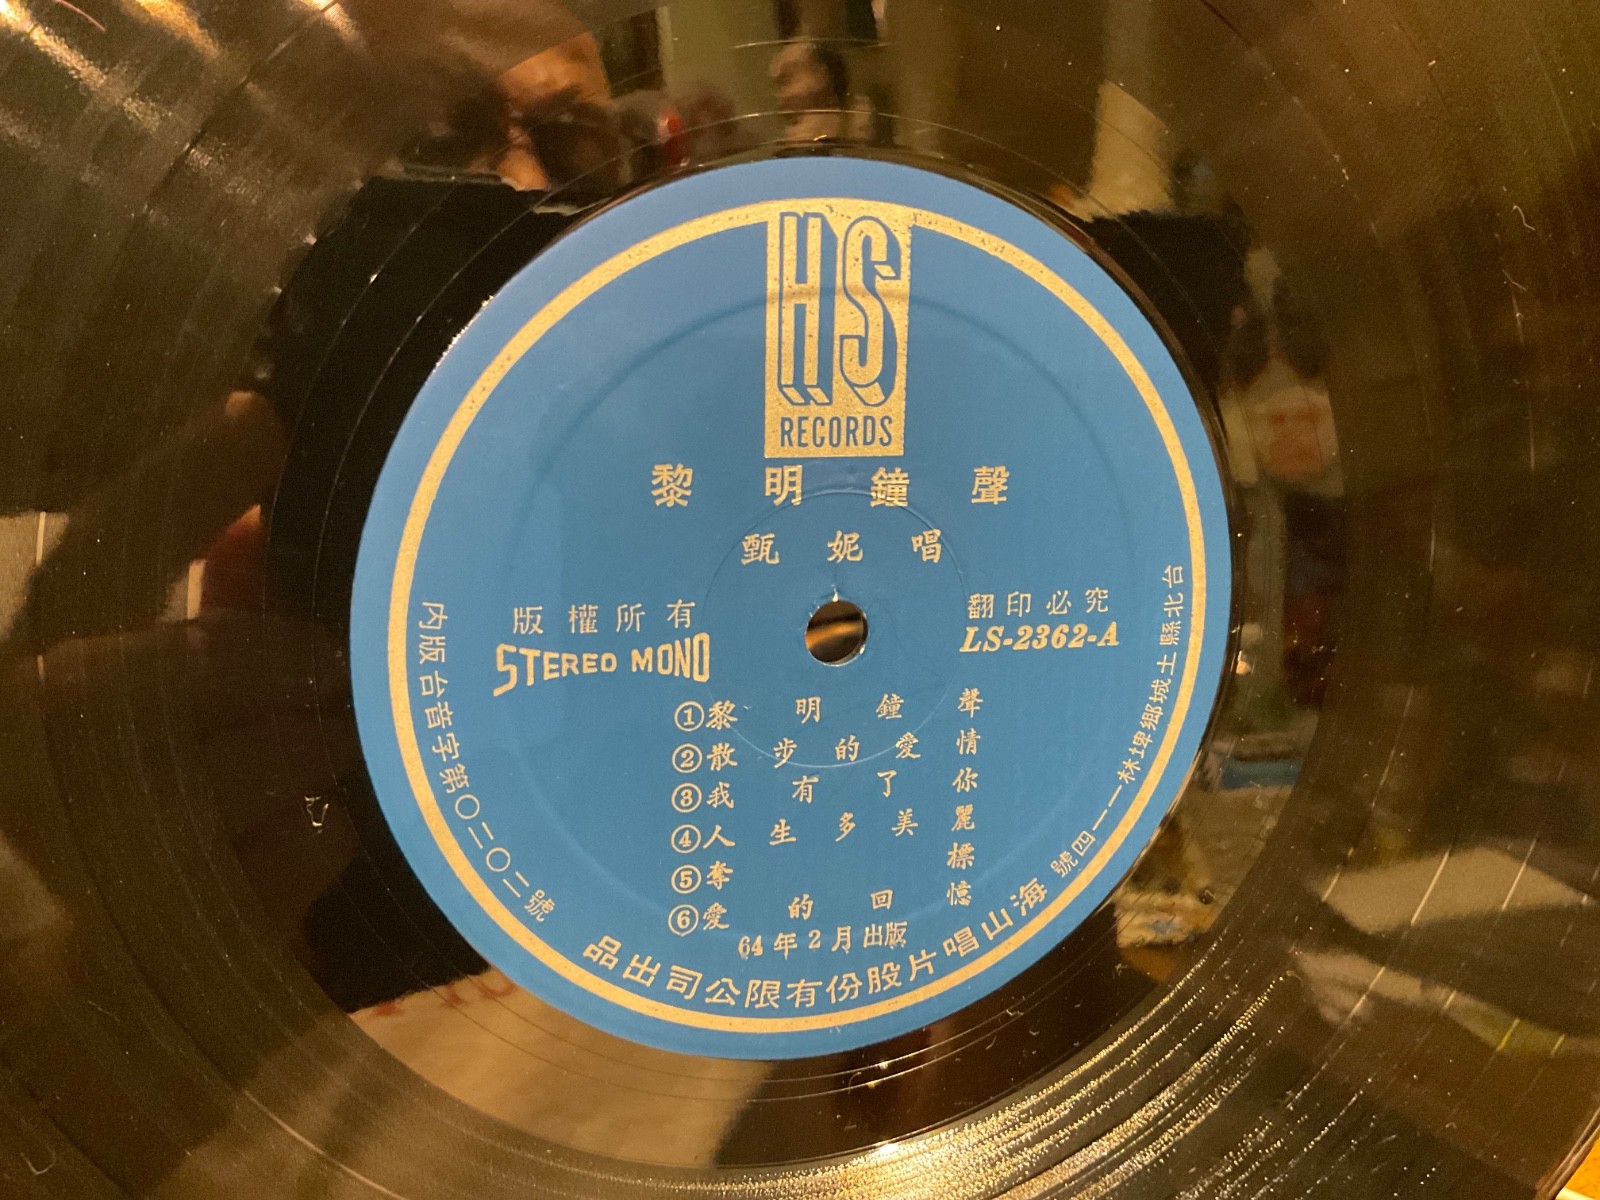 HS
RECORDS
黎明鐘聲
甄妮唱
版權所有
STEREO MONO
翻印必究
LS-2362-A
①黎明鐘聲
②散步的愛情
③我有了你
④人生多美麗
⑤奪標
⑥愛的回憶
64年2月出版
內版台音字第〇二二〇二號
品出司公限有份股片唱山海
號四一一林埤鄉城土縣北台